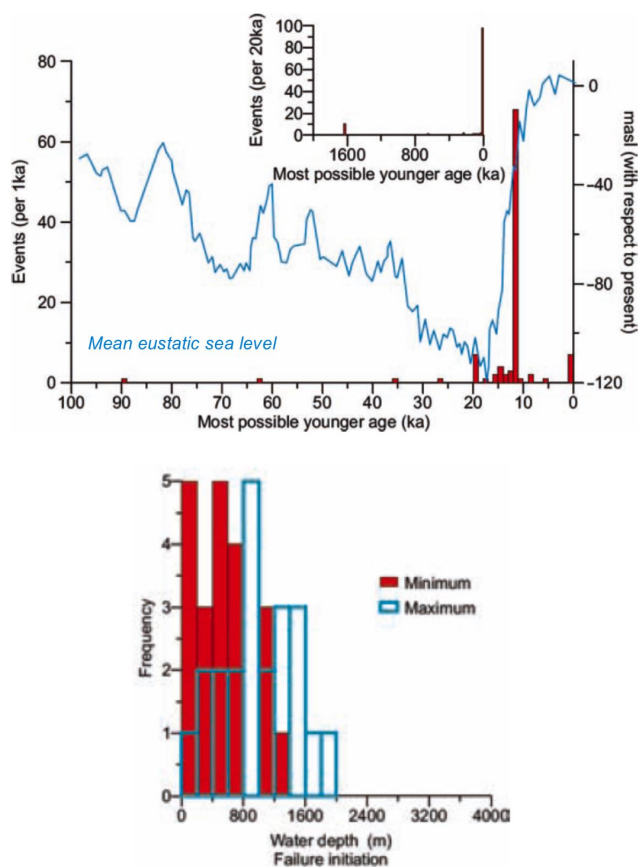 100
80
60
40
20
0
Events (per 20ka)
1600
800
0
Most possible younger age (ka)
80
60
40
20
0
Events (per 1ka)
0
−40
−80
−120
masl (with respect to present)
Mean eustatic sea level
100 90 80 70 60 50 40 30 20 10 0
Most possible younger age (ka)
5
4
3
2
1
0
Frequency
Minimum
Maximum
0 800 1600 2400 3200 4000
Water depth (m)
Failure initiation